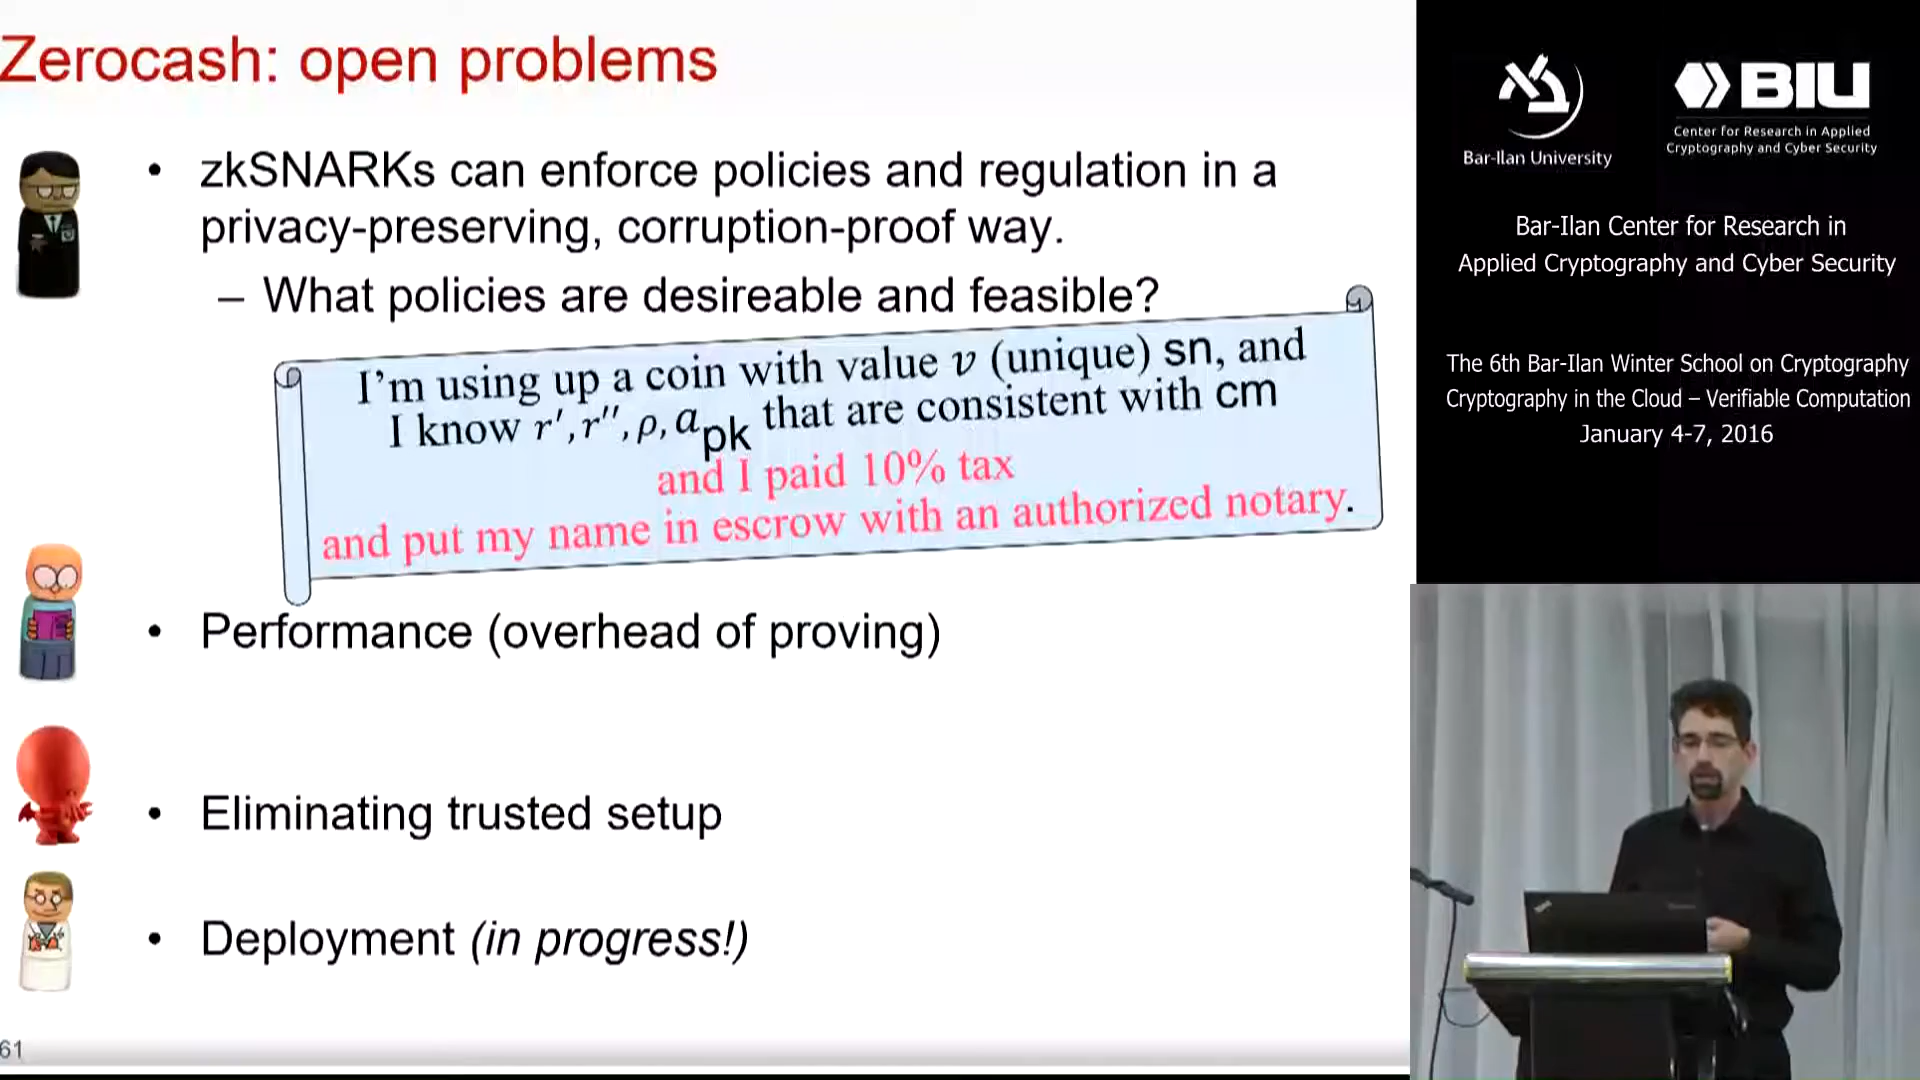 Zerocash: open problems
• zkSNARKs can enforce policies and regulation in a
privacy-preserving, corruption-proof way.
– What policies are desireable and feasible?
I'm using up a coin with value v (unique) sn, and
I know r′, r″, ρ, a_pk that are consistent with cm
and I paid 10% tax
and put my name in escrow with an authorized notary.
• Performance (overhead of proving)
• Eliminating trusted setup
• Deployment (in progress!)
61
Bar-Ilan University
BIU
Center for Research in Applied
Cryptography and Cyber Security
Bar-Ilan Center for Research in
Applied Cryptography and Cyber Security
The 6th Bar-Ilan Winter School on Cryptography
Cryptography in the Cloud – Verifiable Computation
January 4-7, 2016